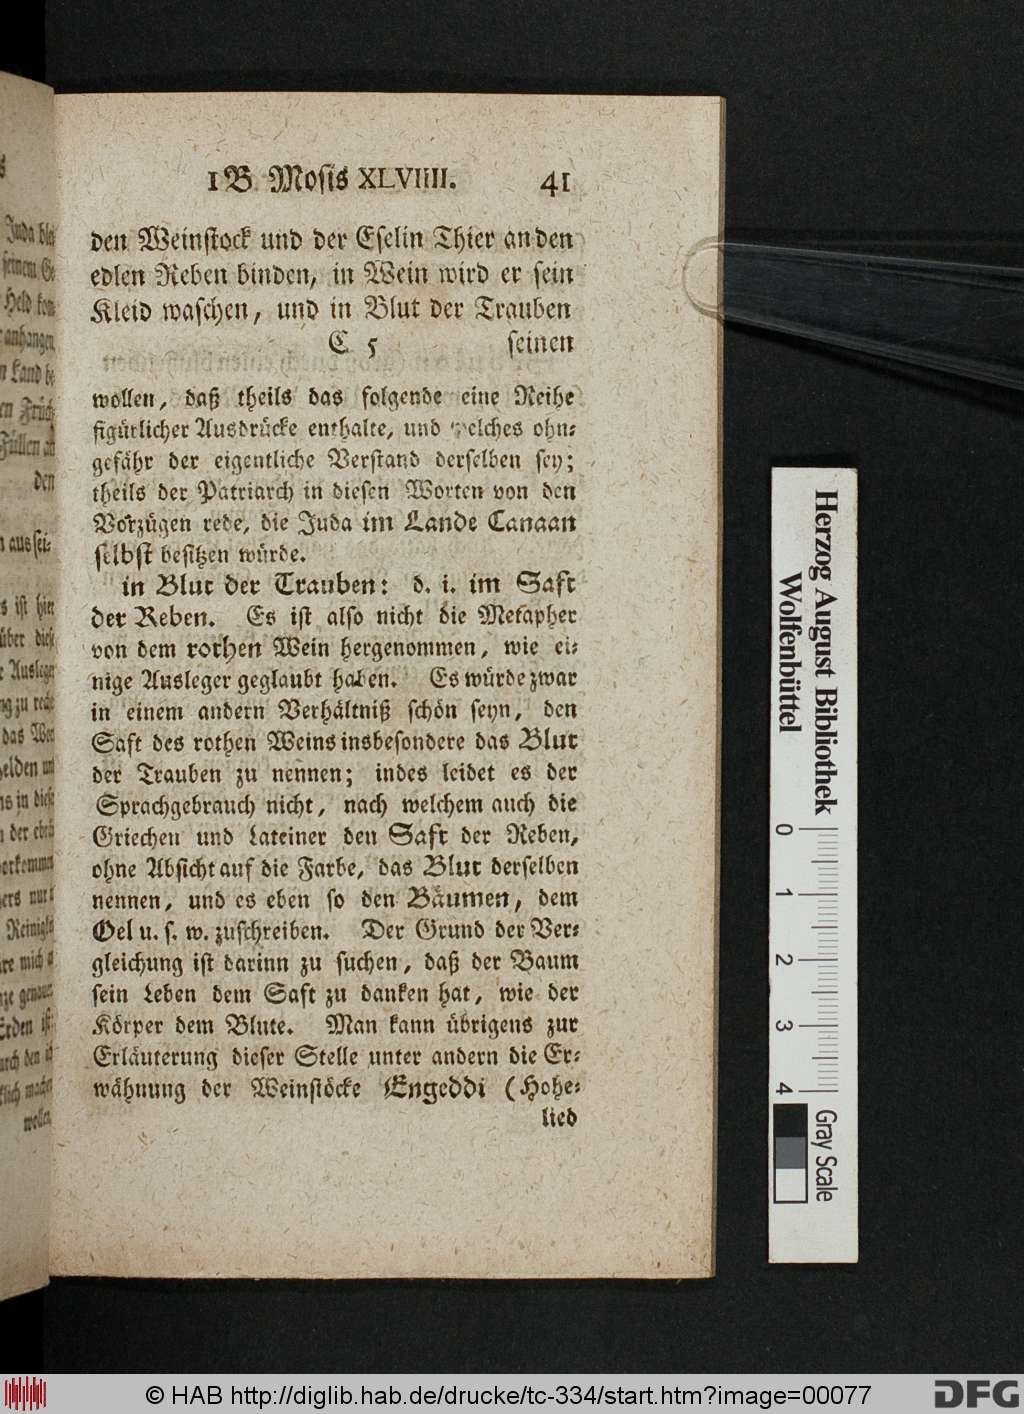 1 B Mosis XLVIIII. 41
den Weinstock und der Eselin Thier an den
edlen Reben binden, in Wein wird er sein
Kleid waschen, und in Blut der Trauben
C 5 seinen
wollen, daß theils das folgende eine Reihe
figürlicher Ausdrücke enthalte, und welches ohn-
gefähr der eigentliche Verstand derselben sey;
theils der Patriarch in diesen Worten von den
Vorzügen rede, die Juda im Lande Canaan
selbst besitzen würde.
in Blut der Trauben: d. i. im Saft
der Reben. Es ist also nicht die Metapher
von dem rothen Wein hergenommen, wie ei-
nige Ausleger geglaubt haben. Es würde zwar
in einem andern Verhältniß schön seyn, den
Saft des rothen Weins insbesondere das Blut
der Trauben zu nennen; indes leidet es der
Sprachgebrauch nicht, nach welchem auch die
Griechen und Lateiner den Saft der Reben,
ohne Absicht auf die Farbe, das Blut derselben
nennen, und es eben so den Bäumen, dem
Oel u. s. w. zuschreiben. Der Grund der Ver-
gleichung ist darinn zu suchen, daß der Baum
sein Leben dem Saft zu danken hat, wie der
Körper dem Blute. Man kann übrigens zur
Erläuterung dieser Stelle unter andern die Er-
wähnung der Weinstöcke Engeddi (Hohe-
lied
Herzog August Bibliothek
Wolfenbüttel
0 1 2 3 4
Gray Scale
© HAB http://diglib.hab.de/drucke/tc-334/start.htm?image=00077
DFG